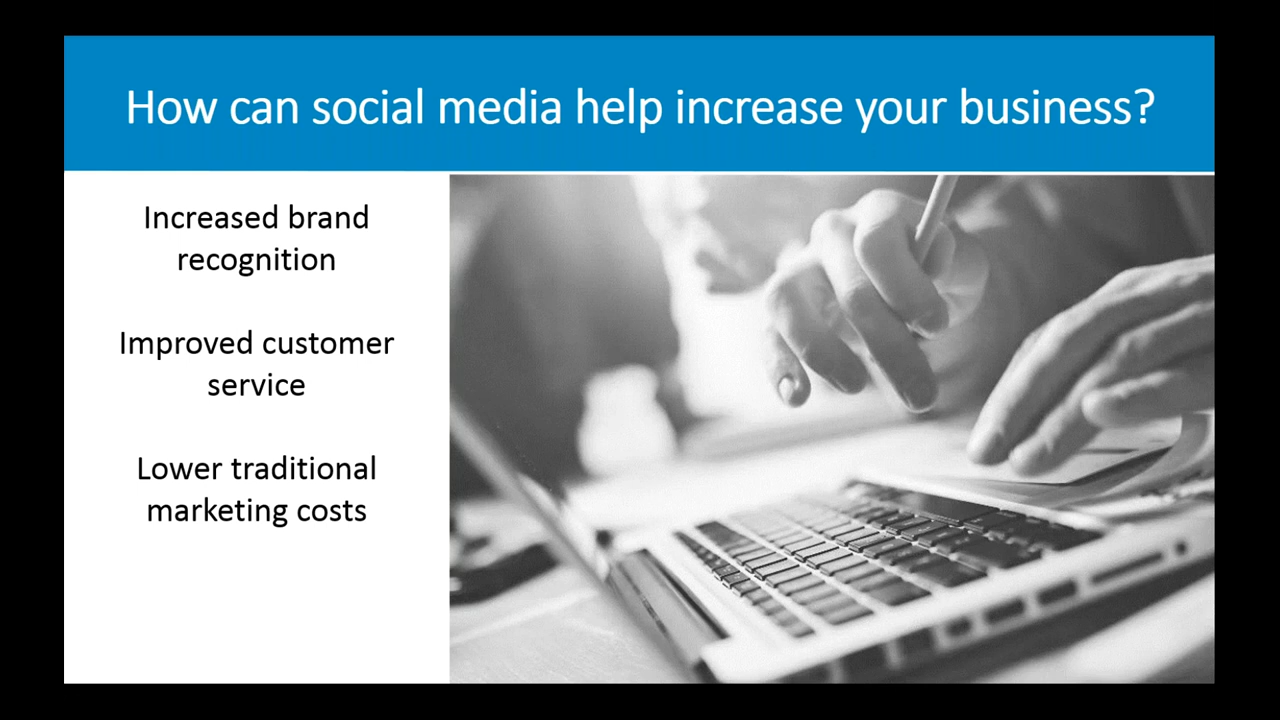 How can social media help increase your business?
Increased brand
recognition
Improved customer
service
Lower traditional
marketing costs